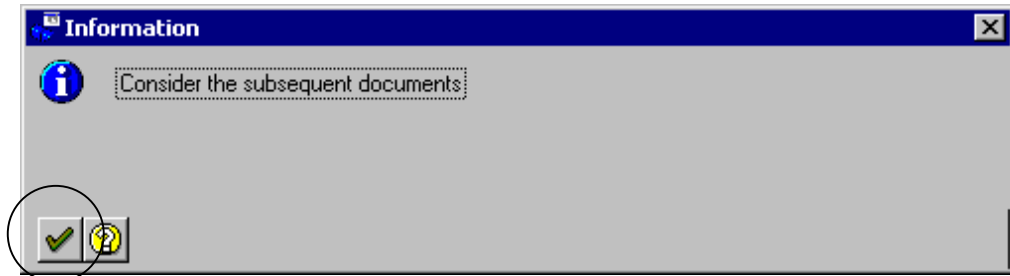 Information
Consider the subsequent documents